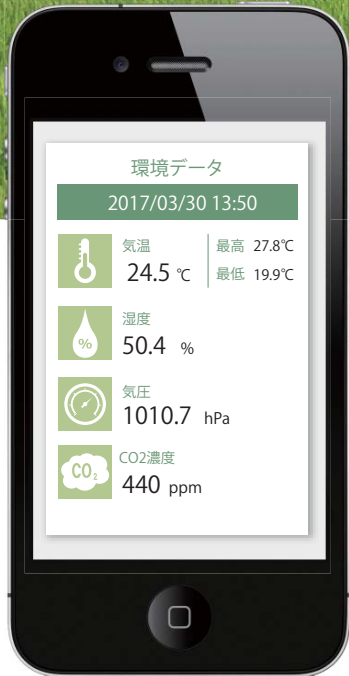 環境データ
2017/03/30 13:50
気温
24.5 ℃
最高 27.8℃
最低 19.9℃
%
湿度
50.4 %
気圧
1010.7 hPa
CO₂
CO2濃度
440 ppm